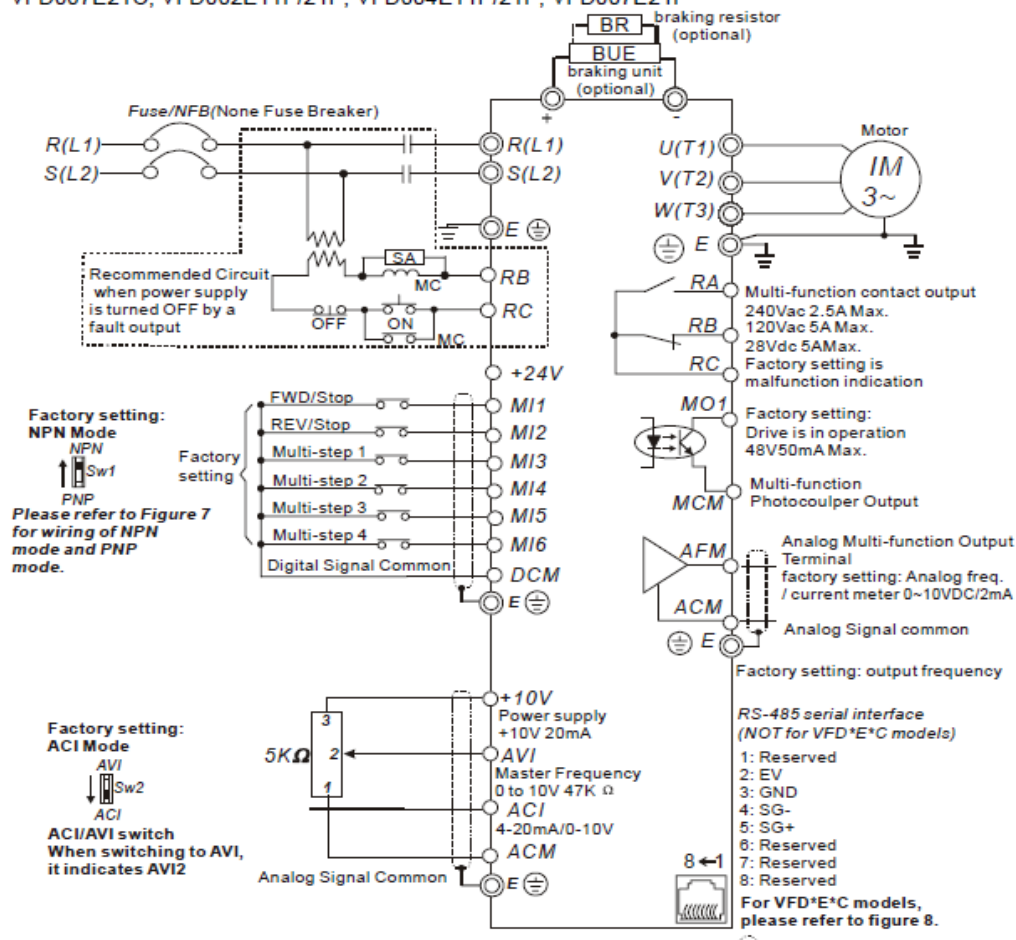 BR
braking resistor
(optional)
BUE
braking unit
(optional)
+
-
Fuse/NFB(None Fuse Breaker)
R(L1)
S(L2)
R(L1)
S(L2)
E
Recommended Circuit
when power supply
is turned OFF by a
fault output
SA
MC
OFF
ON
MC
RB
RC
U(T1)
V(T2)
W(T3)
E
Motor
IM
3~
RA
RB
RC
Multi-function contact output
240Vac 2.5A Max.
120Vac 5A Max.
28Vdc 5AMax.
Factory setting is
malfunction indication
+24V
Factory setting:
NPN Mode
NPN
Sw1
PNP
Please refer to Figure 7
for wiring of NPN
mode and PNP
mode.
Factory
setting
FWD/Stop
REV/Stop
Multi-step 1
Multi-step 2
Multi-step 3
Multi-step 4
Digital Signal Common
MI1
MI2
MI3
MI4
MI5
MI6
DCM
E
MO1
Factory setting:
Drive is in operation
48V50mA Max.
MCM
Multi-function
Photocoulper Output
AFM
Analog Multi-function Output
Terminal
factory setting: Analog freq.
/ current meter 0~10VDC/2mA
ACM
Analog Signal common
E
Factory setting: output frequency
Factory setting:
ACI Mode
AVI
Sw2
ACI
ACI/AVI switch
When switching to AVI,
it indicates AVI2
5KΩ
3
2
1
+10V
Power supply
+10V 20mA
AVI
Master Frequency
0 to 10V 47K Ω
ACI
4-20mA/0-10V
ACM
Analog Signal Common
E
RS-485 serial interface
(NOT for VFD*E*C models)
1: Reserved
2: EV
3: GND
4: SG-
5: SG+
6: Reserved
7: Reserved
8: Reserved
8←1
For VFD*E*C models,
please refer to figure 8.